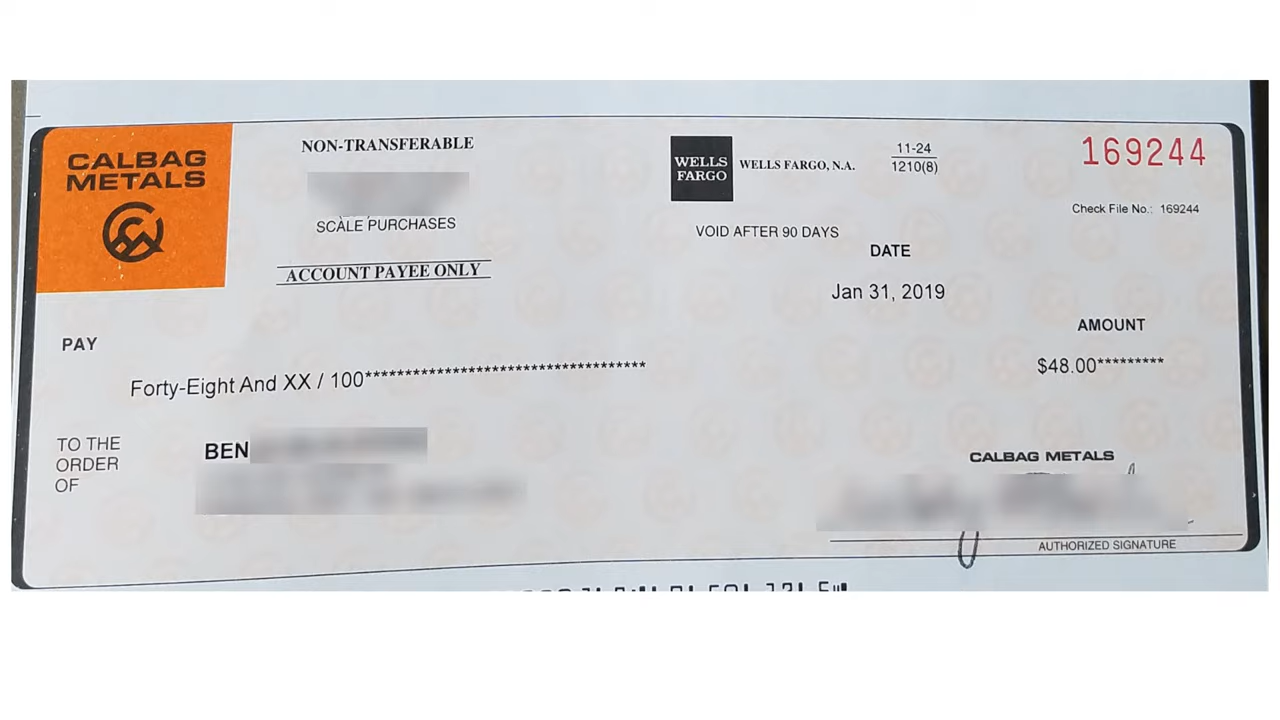 CALBAG
METALS
NON-TRANSFERABLE
SCALE PURCHASES
ACCOUNT PAYEE ONLY
WELLS
FARGO
WELLS FARGO, N.A.
11-24
1210(8)
169244
Check File No.: 169244
VOID AFTER 90 DAYS
DATE
Jan 31, 2019
AMOUNT
$48.00*********
PAY
Forty-Eight And XX / 100***********************************
TO THE
ORDER
OF
BEN
CALBAG METALS
AUTHORIZED SIGNATURE